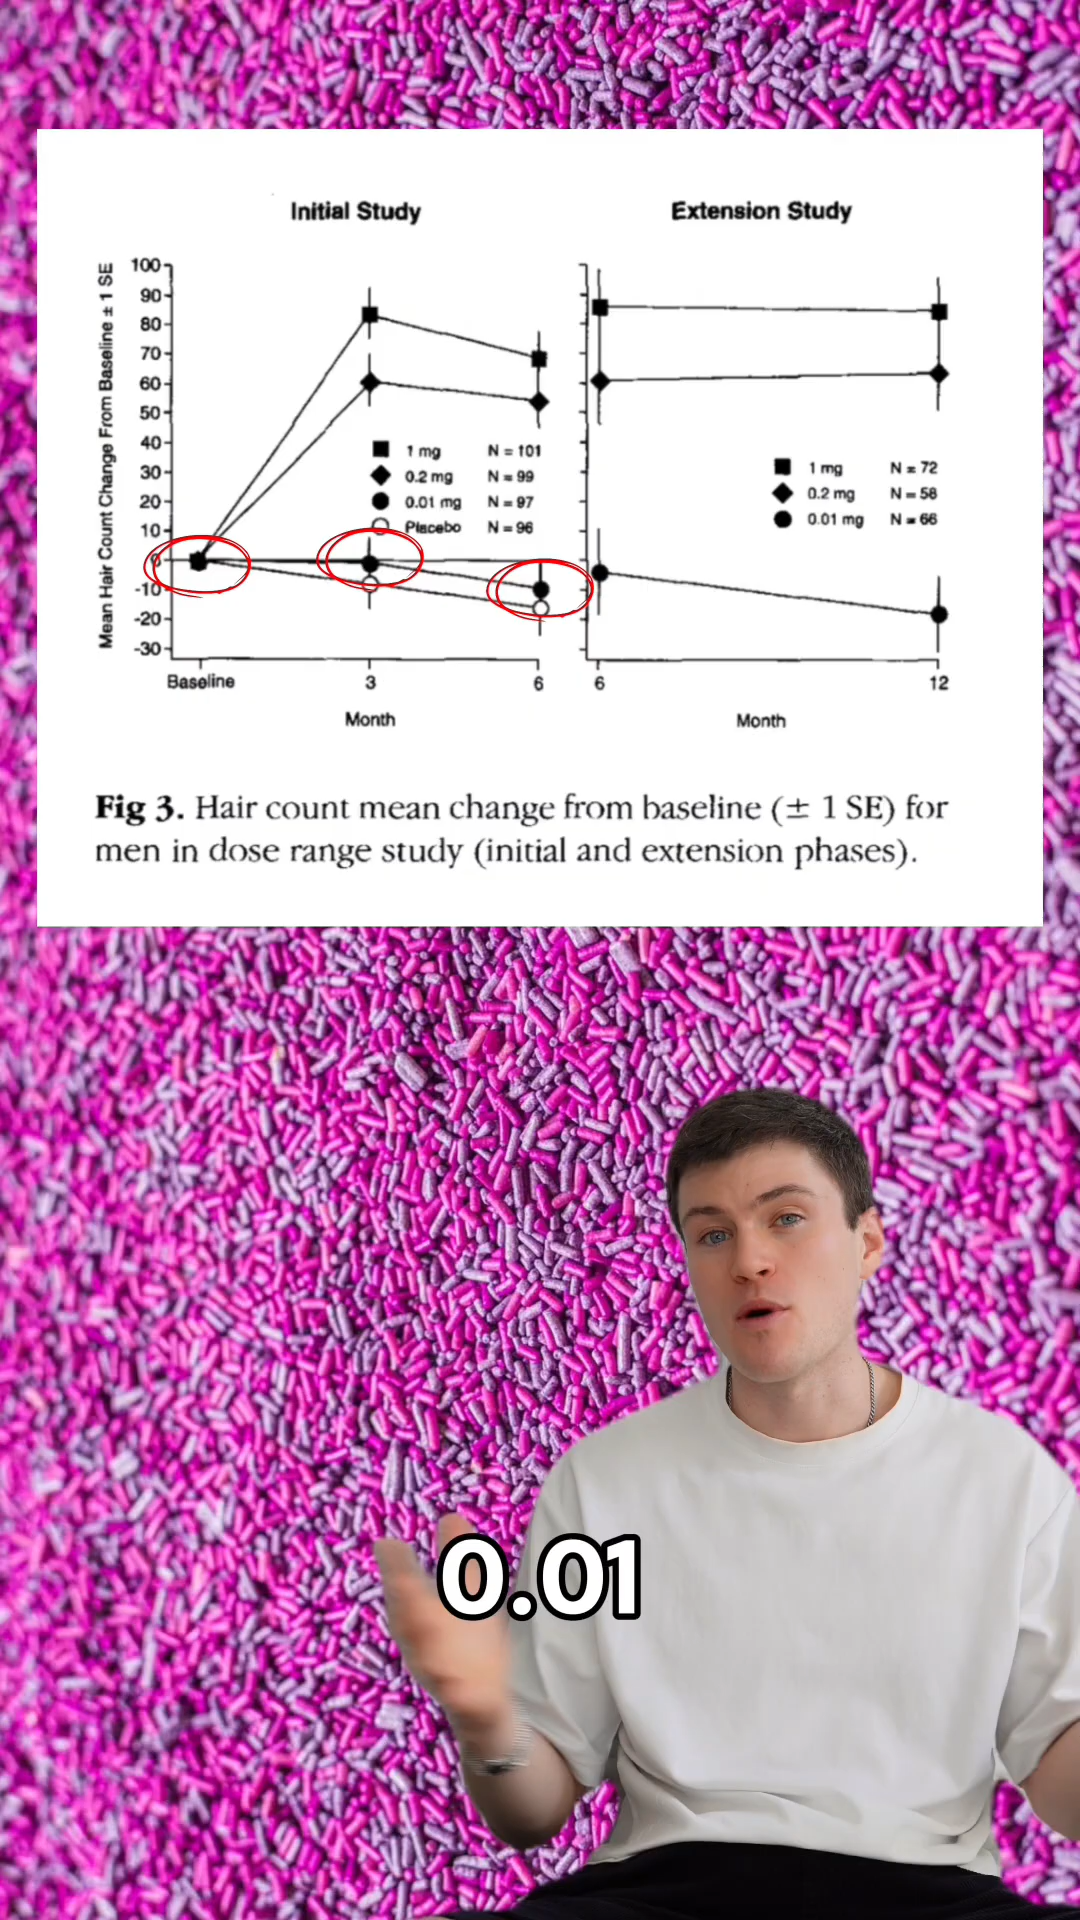 Initial Study
Extension Study
Mean Hair Count Change From Baseline ± 1 SE
100
90
80
70
60
50
40
30
20
10
0
-10
-20
-30
1 mg N = 101
0.2 mg N = 99
0.01 mg N = 97
Placebo N = 96
1 mg N = 72
0.2 mg N = 58
0.01 mg N = 66
Baseline 3 6
6 12
Month
Month
Fig 3. Hair count mean change from baseline (± 1 SE) for
men in dose range study (initial and extension phases).
0.01